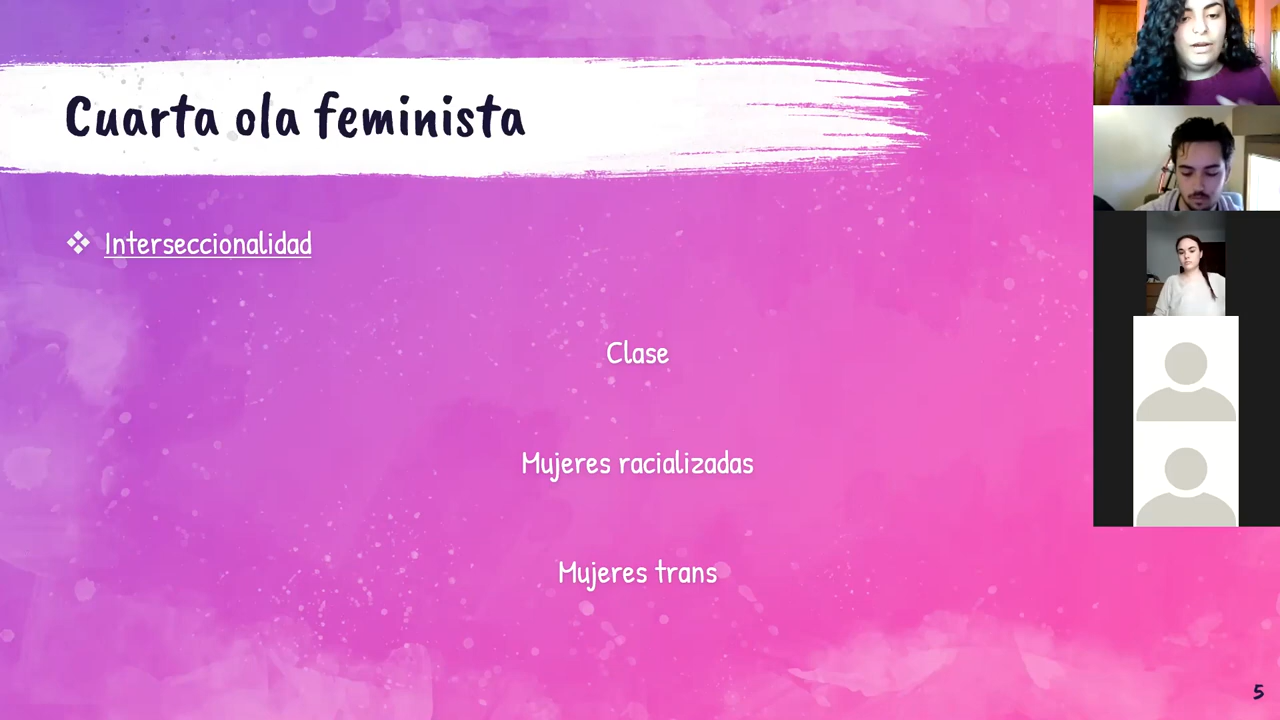 Cuarta ola feminista
Interseccionalidad
Clase
Mujeres racializadas
Mujeres trans
5